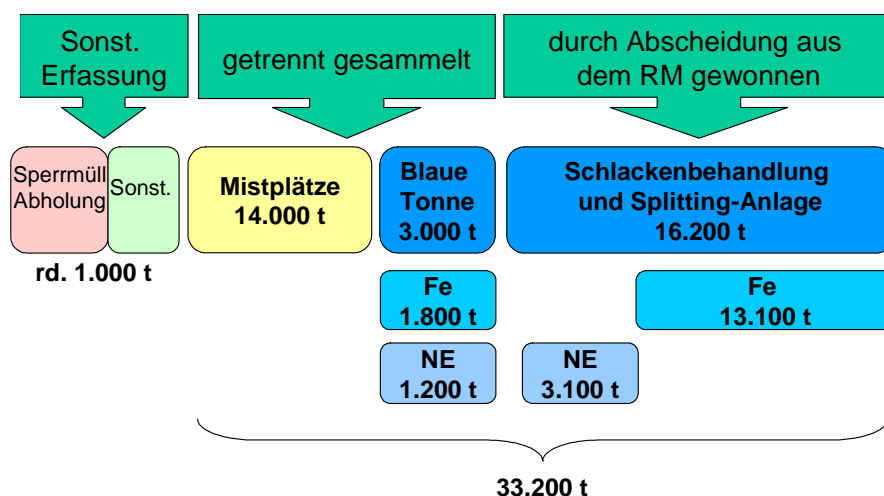 Sonst.
Erfassung
getrennt gesammelt
durch Abscheidung aus
dem RM gewonnen
Sperrmüll
Abholung
Sonst.
Mistplätze
14.000 t
Blaue
Tonne
3.000 t
Schlackenbehandlung
und Splitting-Anlage
16.200 t
rd. 1.000 t
Fe
1.800 t
Fe
13.100 t
NE
1.200 t
NE
3.100 t
33.200 t